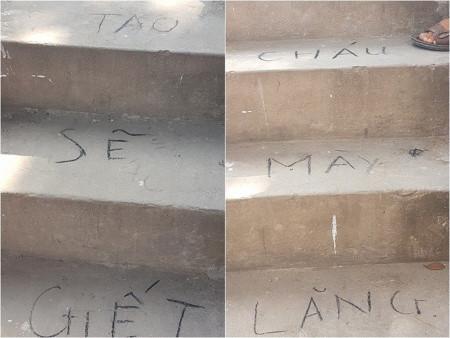 TAO
SẼ
GIẾT
CHÁU
MÀY
LĂNG.